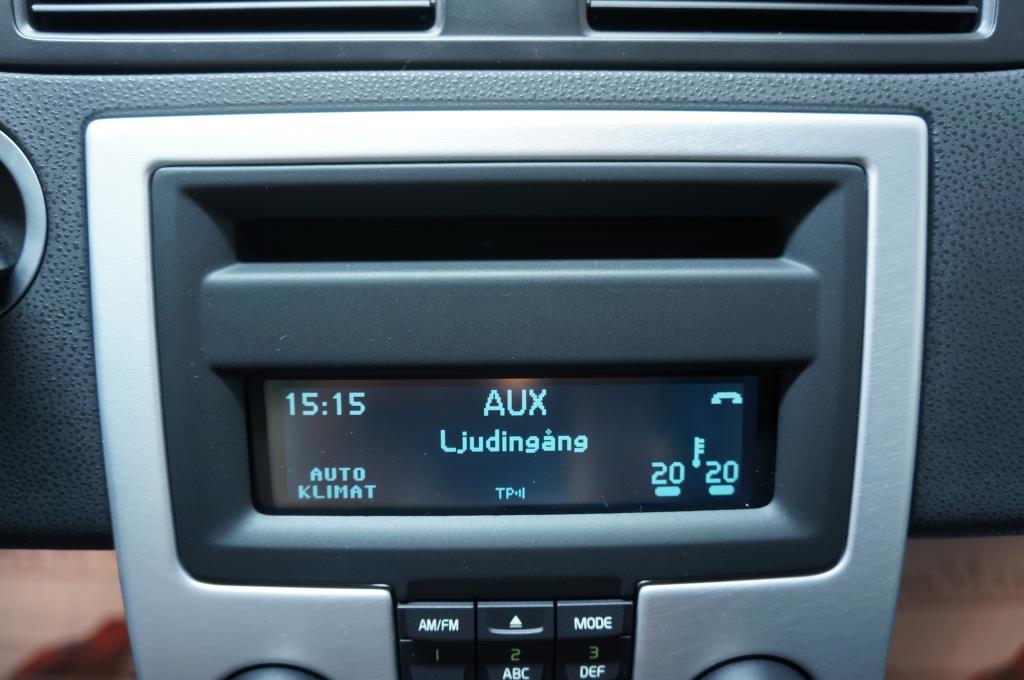 15:15 AUX
Ljudingång
AUTO
KLIMAT
TP
20 20
AM/FM MODE
1 2 3
ABC DEF